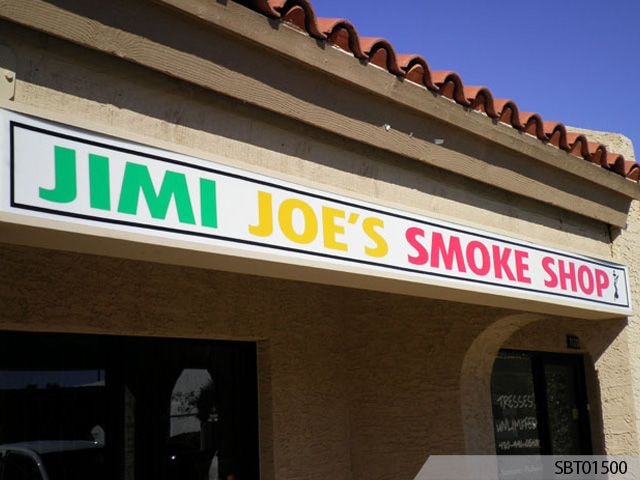 JIMI JOE'S SMOKE SHOP
TRESSES
UNLIMITED
SBT01500